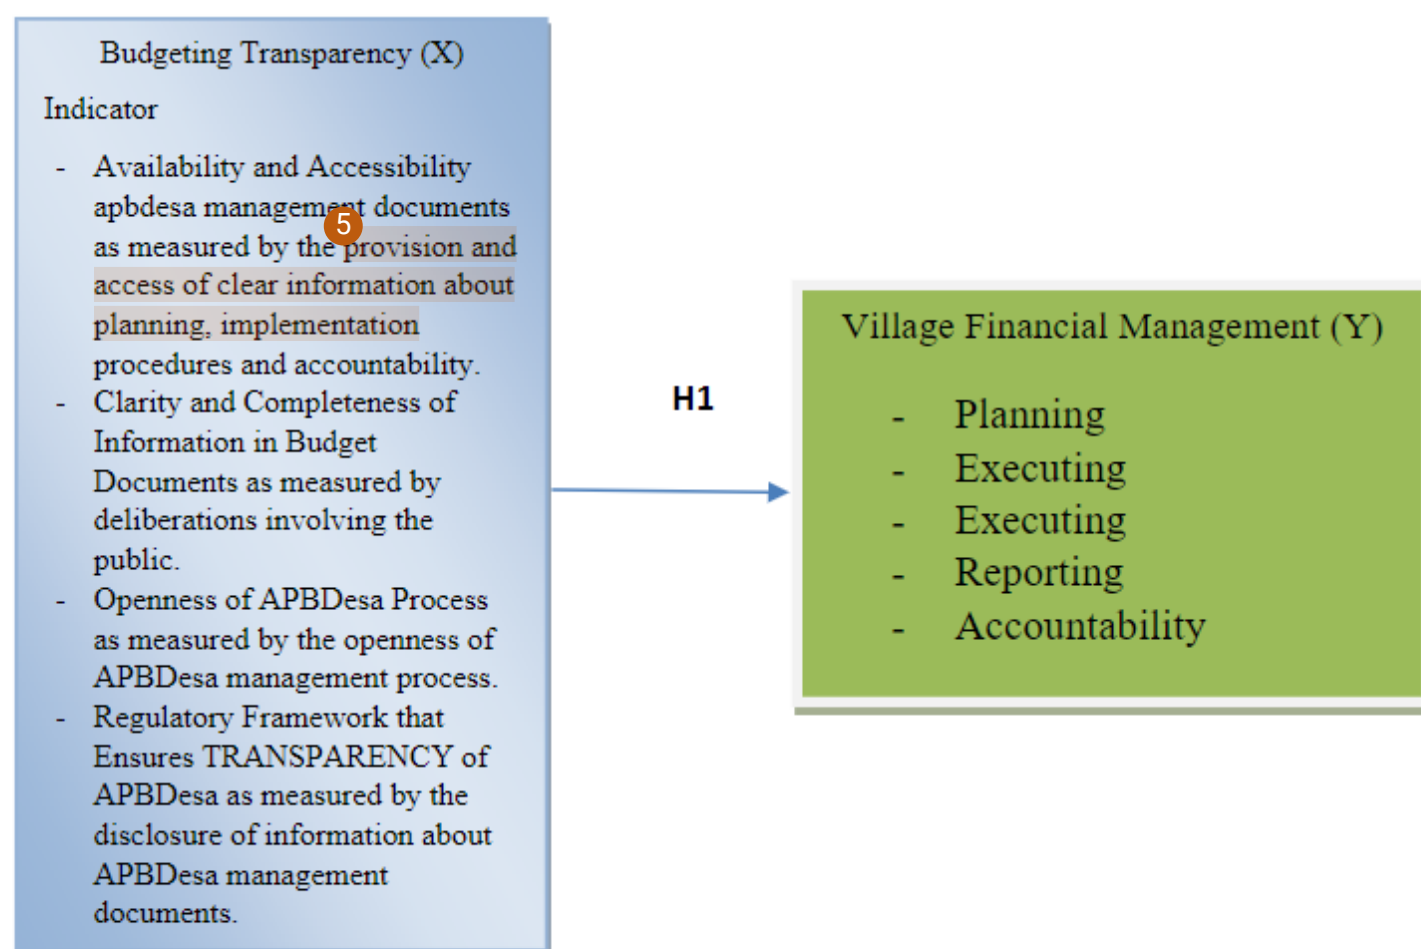 Budgeting Transparency (X)
Indicator
- Availability and Accessibility
apbdesa management documents
5
as measured by the provision and
access of clear information about
planning, implementation
procedures and accountability.
- Clarity and Completeness of
Information in Budget
Documents as measured by
deliberations involving the
public.
- Openness of APBDesa Process
as measured by the openness of
APBDesa management process.
- Regulatory Framework that
Ensures TRANSPARENCY of
APBDesa as measured by the
disclosure of information about
APBDesa management
documents.
H1
Village Financial Management (Y)
- Planning
- Executing
- Executing
- Reporting
- Accountability